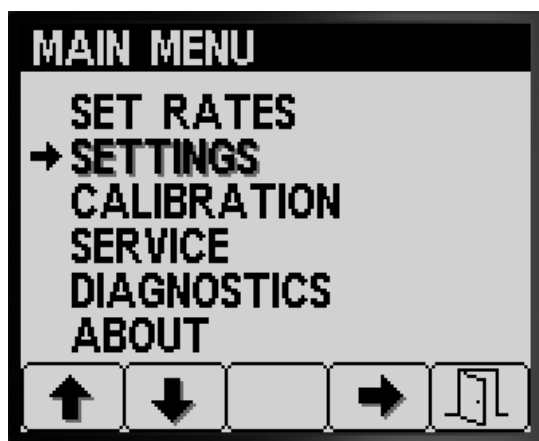 MAIN MENU
SET RATES
SETTINGS
CALIBRATION
SERVICE
DIAGNOSTICS
ABOUT